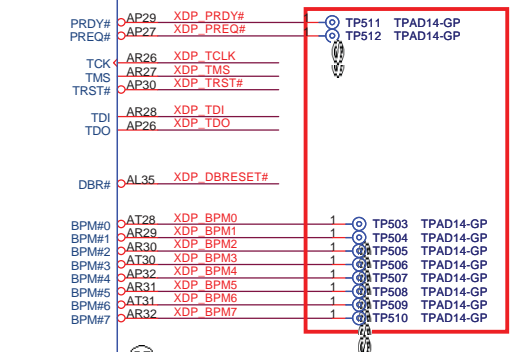 PRDY# AP29 XDP_PRDY# 1 TP511 TPAD14-GP
PREQ# AP27 XDP_PREQ# 1 TP512 TPAD14-GP
TCK AR26 XDP_TCLK
TMS AR27 XDP_TMS
TRST# AP30 XDP_TRST#
TDI AR28 XDP_TDI
TDO AP26 XDP_TDO
DBR# AL35 XDP_DBRESET#
BPM#0 AT28 XDP_BPM0 1 TP503 TPAD14-GP
BPM#1 AR29 XDP_BPM1 1 TP504 TPAD14-GP
BPM#2 AR30 XDP_BPM2 1 TP505 TPAD14-GP
BPM#3 AT30 XDP_BPM3 1 TP506 TPAD14-GP
BPM#4 AP32 XDP_BPM4 1 TP507 TPAD14-GP
BPM#5 AR31 XDP_BPM5 1 TP508 TPAD14-GP
BPM#6 AT31 XDP_BPM6 1 TP509 TPAD14-GP
BPM#7 AR32 XDP_BPM7 1 TP510 TPAD14-GP